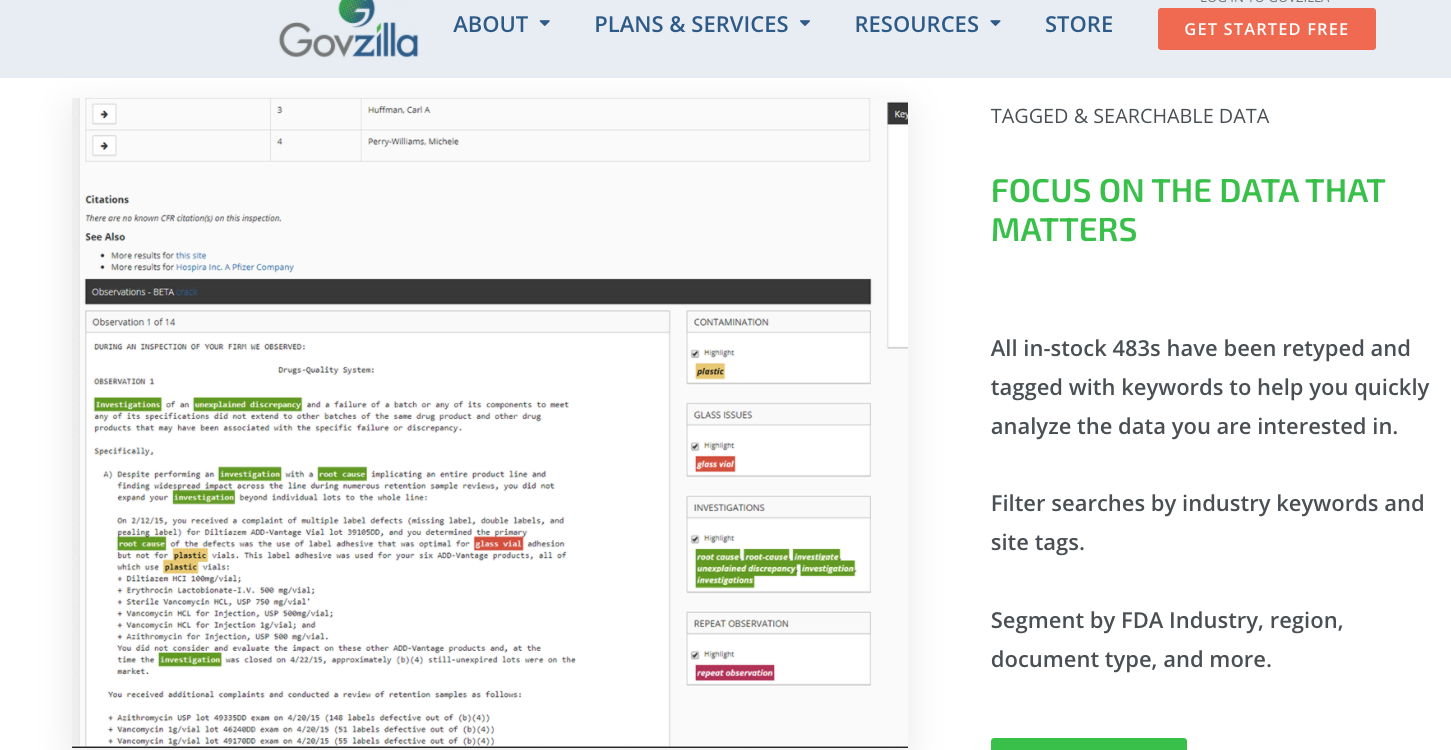 LOG IN TO GOVZILLA
Govzilla
ABOUT
PLANS & SERVICES
RESOURCES
STORE
GET STARTED FREE
3 Huffman, Carl A
4 Perry-Williams, Michele
Key
Citations
There are no known CFR citation(s) on this inspection.
See Also
• More results for this site
• More results for Hospira Inc. A Pfizer Company
Observations - BETA crack
Observation 1 of 14
DURING AN INSPECTION OF YOUR FIRM WE OBSERVED:
Drugs-Quality System:
OBSERVATION 1
Investigations of an unexplained discrepancy and a failure of a batch or any of its components to meet
any of its specifications did not extend to other batches of the same drug product and other drug
products that may have been associated with the specific failure or discrepancy.
Specifically,
A) Despite performing an investigation with a root cause implicating an entire product line and
finding widespread impact across the line during numerous retention sample reviews, you did not
expand your investigation beyond individual lots to the whole line:
On 2/12/15, you received a complaint of multiple label defects (missing label, double labels, and
pealing label) for Diltiazem ADD-Vantage Vial lot 39105DD, and you determined the primary
root cause of the defects was the use of label adhesive that was optimal for glass vial adhesion
but not for plastic vials. This label adhesive was used for your six ADD-Vantage products, all of
which use plastic vials:
+ Diltiazem HCI 100mg/vial;
+ Erythrocin Lactobionate-I.V. 500 mg/vial;
+ Sterile Vancomycin HCL, USP 750 mg/vial'
+ Vancomycin HCL for Injection, USP 500mg/vial;
+ Vancomycin HCL for Injection 1g/vial; and
+ Azithromycin for Injection, USP 500 mg/vial.
You did not consider and evaluate the impact on these other ADD-Vantage products and, at the
time the investigation was closed on 4/22/15, approximately (b)(4) still-unexpired lots were on the
market.
You received additional complaints and conducted a review of retention samples as follows:
+ Azithromycin USP lot 49335DD exam on 4/20/15 (148 labels defective out of (b)(4))
+ Vancomycin 1g/vial lot 46240DD exam on 4/20/15 (51 labels defective out of (b)(4))
+ Vancomycin 1g/vial lot 49170DD exam on 4/20/15 (55 labels defective out of (b)(4))
CONTAMINATION
Highlight
plastic
GLASS ISSUES
Highlight
glass vial
INVESTIGATIONS
Highlight
root cause, root-cause, investigate,
unexplained discrepancy, investigation,
investigations
REPEAT OBSERVATION
Highlight
repeat observation
TAGGED & SEARCHABLE DATA
FOCUS ON THE DATA THAT
MATTERS
All in-stock 483s have been retyped and
tagged with keywords to help you quickly
analyze the data you are interested in.
Filter searches by industry keywords and
site tags.
Segment by FDA Industry, region,
document type, and more.